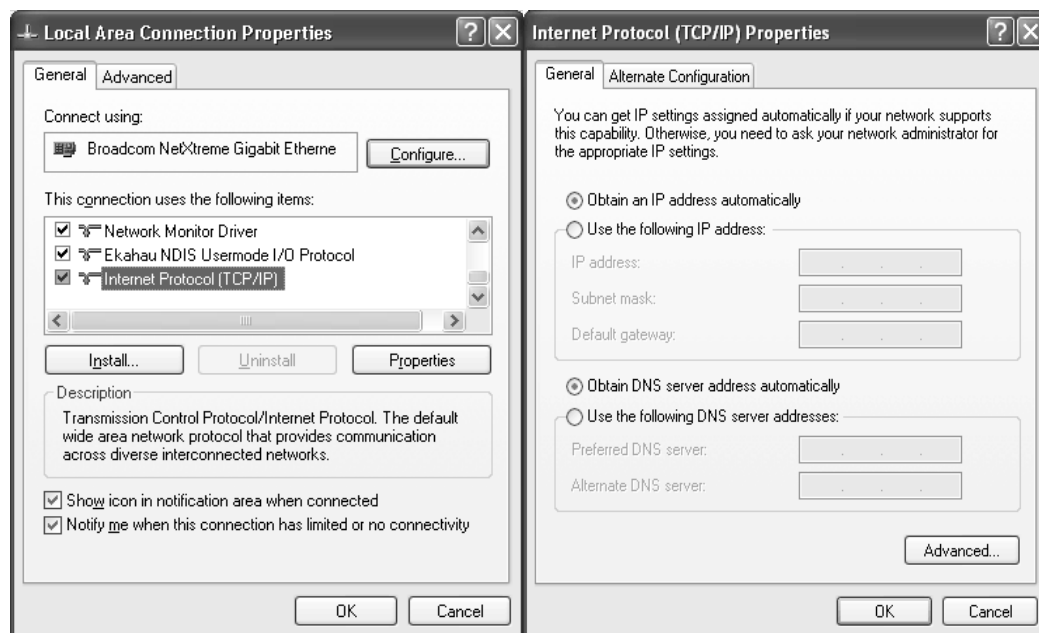 Local Area Connection Properties
General
Advanced
Connect using:
Broadcom NetXtreme Gigabit Etherne
Configure...
This connection uses the following items:
Network Monitor Driver
Ekahau NDIS Usermode I/O Protocol
Internet Protocol (TCP/IP)
Install...
Uninstall
Properties
Description
Transmission Control Protocol/Internet Protocol. The default
wide area network protocol that provides communication
across diverse interconnected networks.
Show icon in notification area when connected
Notify me when this connection has limited or no connectivity
OK
Cancel
Internet Protocol (TCP/IP) Properties
General
Alternate Configuration
You can get IP settings assigned automatically if your network supports
this capability. Otherwise, you need to ask your network administrator for
the appropriate IP settings.
Obtain an IP address automatically
Use the following IP address:
IP address:
Subnet mask:
Default gateway:
Obtain DNS server address automatically
Use the following DNS server addresses:
Preferred DNS server:
Alternate DNS server:
Advanced...
OK
Cancel